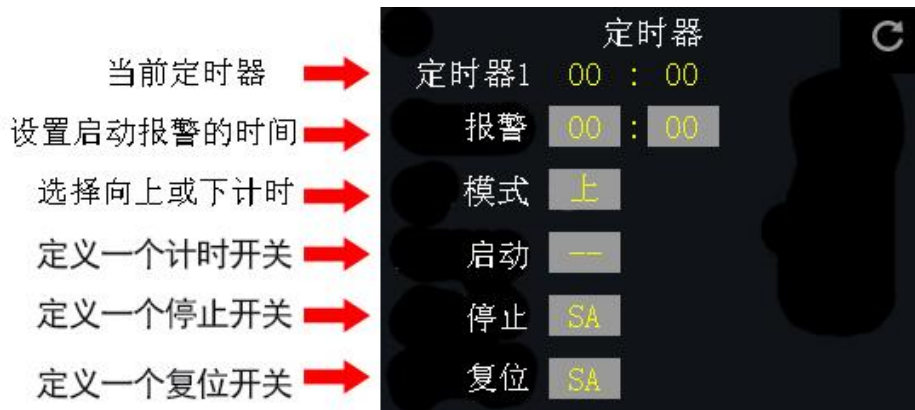 定时器
当前定时器 定时器1 00 : 00
设置启动报警的时间 报警 00 : 00
选择向上或下计时 模式 上
定义一个计时开关 启动 --
定义一个停止开关 停止 SA
定义一个复位开关 复位 SA